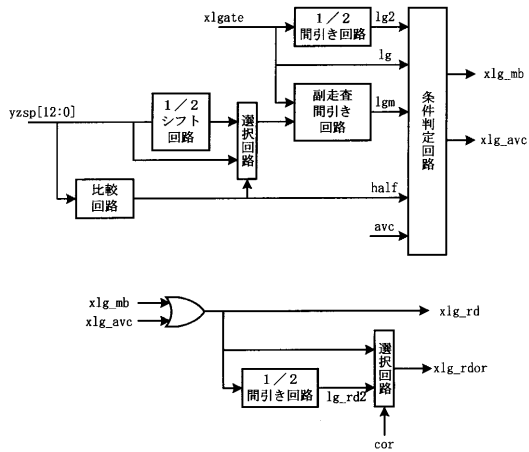 xlgate
1/2
間引き回路
lg2
lg
xlg_mb
yzsp[12:0]
1/2
シフト
回路
選択回路
副走査
間引き
回路
lgm
条件判定回路
xlg_avc
比較
回路
half
avc
xlg_mb
xlg_avc
xlg_rd
1/2
間引き回路
lg_rd2
選択回路
xlg_rdor
cor